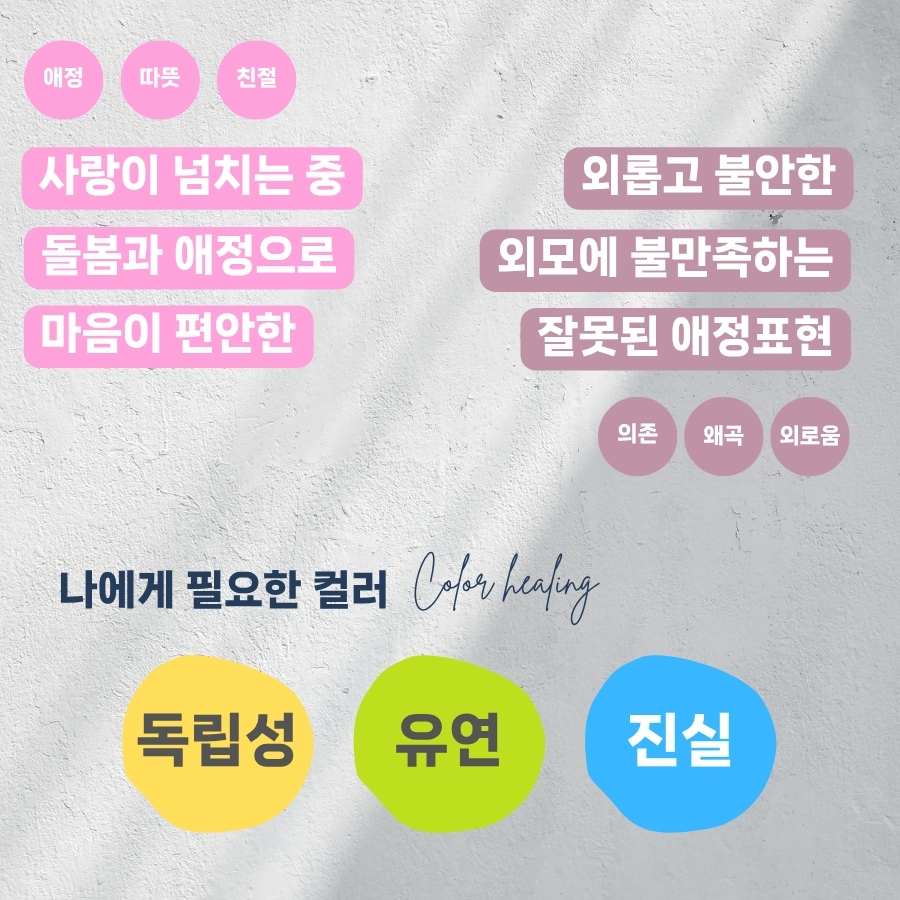 애정 따뜻 친절
사랑이 넘치는 중
돌봄과 애정으로
마음이 편안한
외롭고 불안한
외모에 불만족하는
잘못된 애정표현
의존 왜곡 외로움
나에게 필요한 컬러 Color healing
독립성 유연 진실